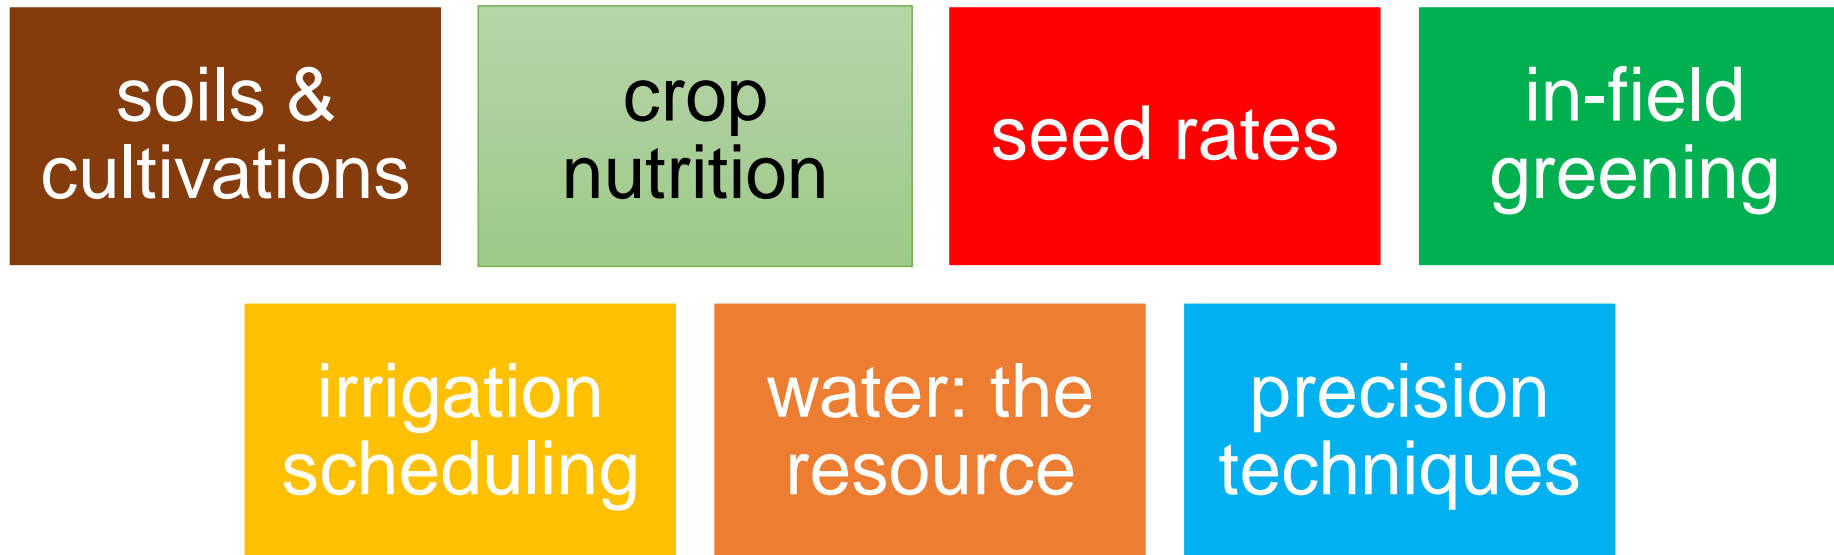 soils &
cultivations
crop
nutrition
seed rates
in-field
greening
irrigation
scheduling
water: the
resource
precision
techniques